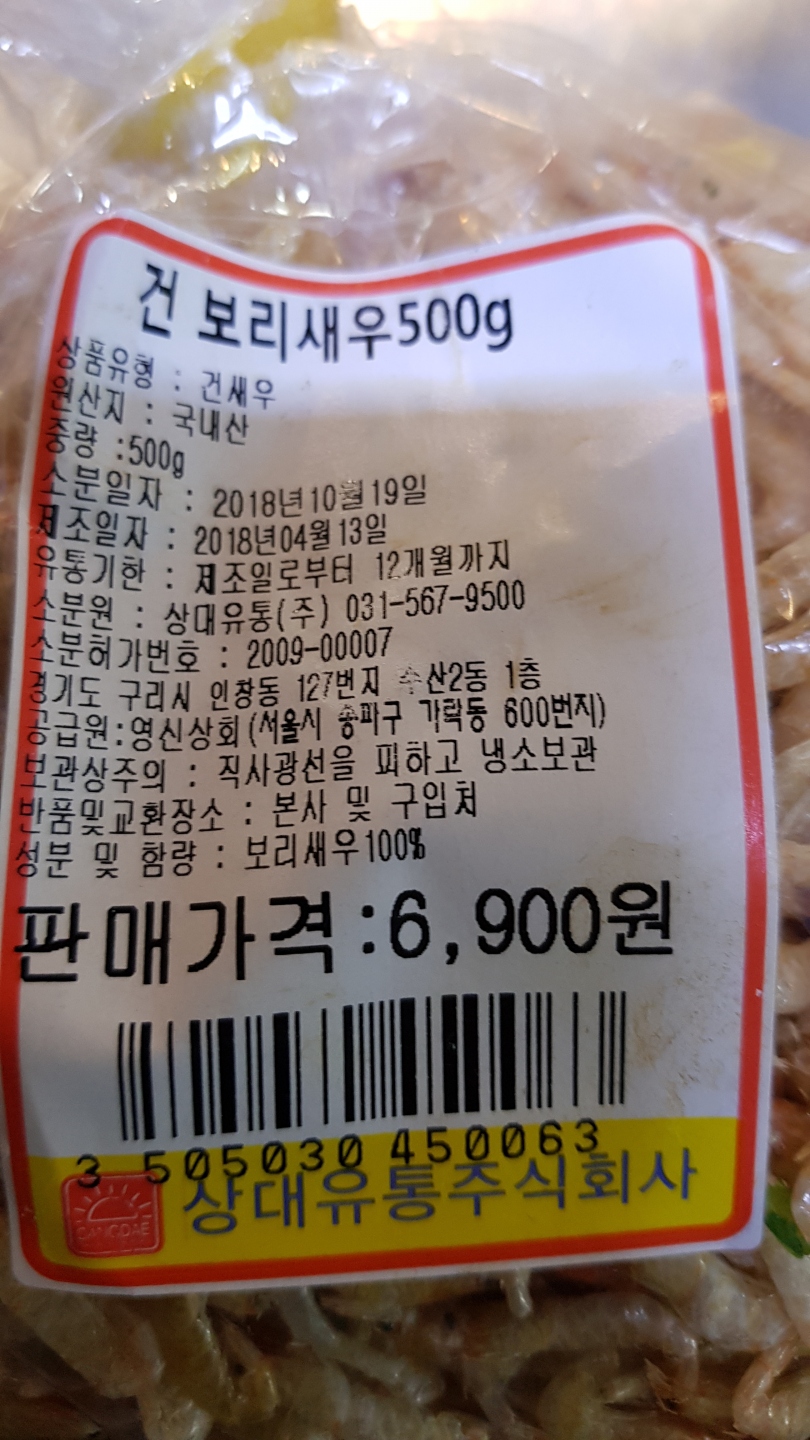 건 보리새우500g
상품유형 : 건새우
원산지 : 국내산
중량 :500g
소분일자 : 2018년10월19일
제조일자 : 2018년04월13일
유통기한 : 제조일로부터 12개월까지
소분원 : 상대유통(주) 031-567-9500
소분허가번호 : 2009-00007
경기도 구리시 인창동 127번지 수산2동 1층
공급원:영신상회(서울시 송파구 가락동 600번지)
보관상주의 : 직사광선을 피하고 냉소보관
반품및교환장소 : 본사 및 구입처
성분 및 함량 : 보리새우100%
판매가격:6,900원
3 505030 450063
SANGDAE
상대유통주식회사